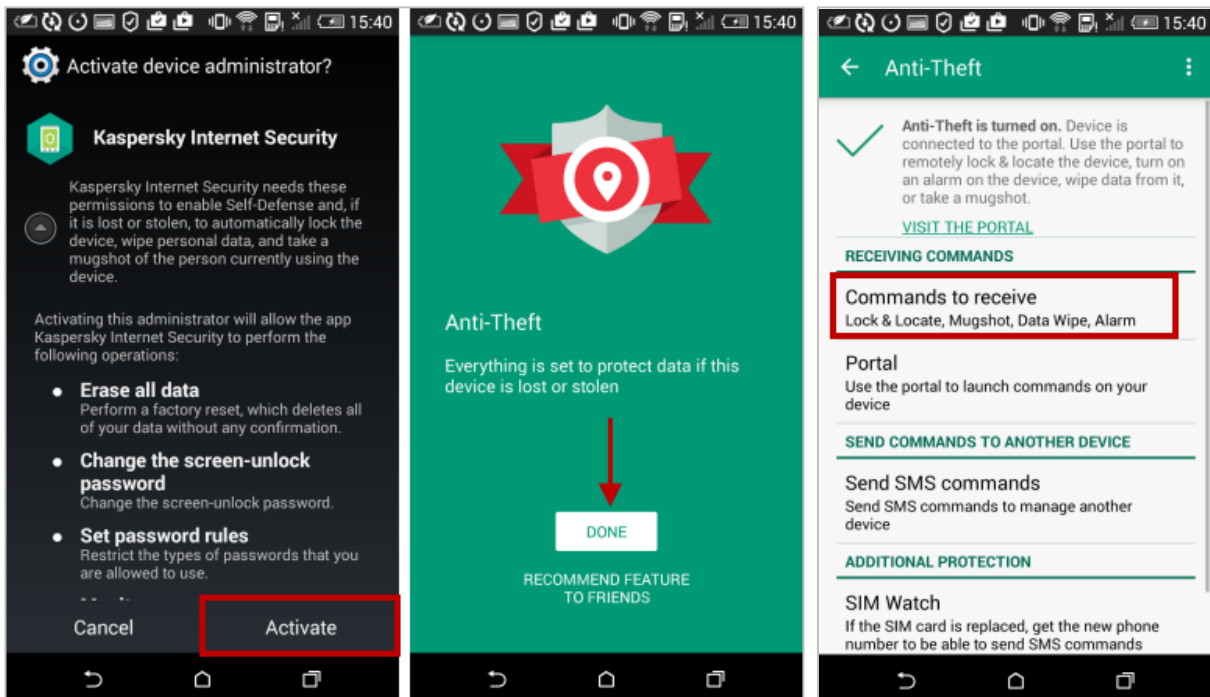 15:40
Activate device administrator?
Kaspersky Internet Security
Kaspersky Internet Security needs these
permissions to enable Self-Defense and, if
it is lost or stolen, to automatically lock the
device, wipe personal data, and take a
mugshot of the person currently using the
device.
Activating this administrator will allow the app
Kaspersky Internet Security to perform the
following operations:
• Erase all data
Perform a factory reset, which deletes all
of your data without any confirmation.
• Change the screen-unlock
password
Change the screen-unlock password.
• Set password rules
Restrict the types of passwords that you
are allowed to use.
Cancel
Activate
15:40
Anti-Theft
Everything is set to protect data if this
device is lost or stolen
DONE
RECOMMEND FEATURE
TO FRIENDS
15:40
Anti-Theft
Anti-Theft is turned on. Device is
connected to the portal. Use the portal to
remotely lock & locate the device, turn on
an alarm on the device, wipe data from it,
or take a mugshot.
VISIT THE PORTAL
RECEIVING COMMANDS
Commands to receive
Lock & Locate, Mugshot, Data Wipe, Alarm
Portal
Use the portal to launch commands on your
device
SEND COMMANDS TO ANOTHER DEVICE
Send SMS commands
Send SMS commands to manage another
device
ADDITIONAL PROTECTION
SIM Watch
If the SIM card is replaced, get the new phone
number to be able to send SMS commands